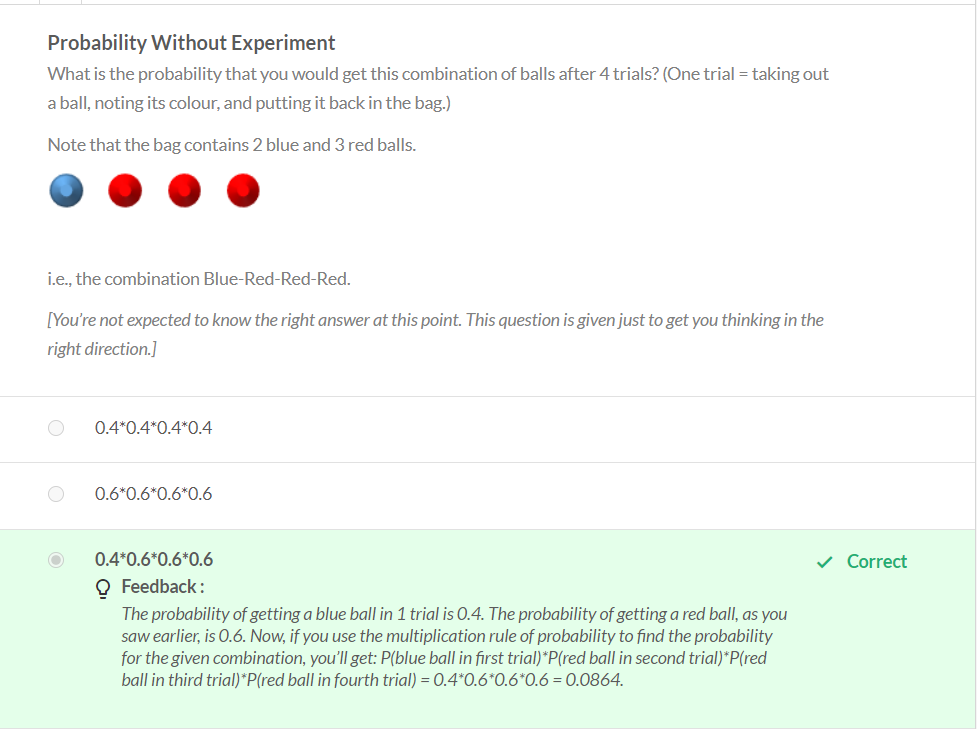 Probability Without Experiment
What is the probability that you would get this combination of balls after 4 trials? (One trial = taking out
a ball, noting its colour, and putting it back in the bag.)
Note that the bag contains 2 blue and 3 red balls.
i.e., the combination Blue-Red-Red-Red.
[You're not expected to know the right answer at this point. This question is given just to get you thinking in the
right direction.]
0.4*0.4*0.4*0.4
0.6*0.6*0.6*0.6
0.4*0.6*0.6*0.6
Correct
Feedback :
The probability of getting a blue ball in 1 trial is 0.4. The probability of getting a red ball, as you
saw earlier, is 0.6. Now, if you use the multiplication rule of probability to find the probability
for the given combination, you'll get: P(blue ball in first trial)*P(red ball in second trial)*P(red
ball in third trial)*P(red ball in fourth trial) = 0.4*0.6*0.6*0.6 = 0.0864.